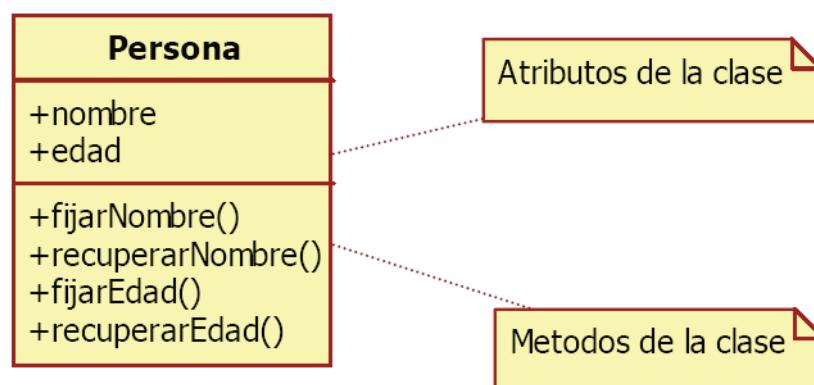 Persona
+nombre
+edad
+fijarNombre()
+recuperarNombre()
+fijarEdad()
+recuperarEdad()
Atributos de la clase
Metodos de la clase